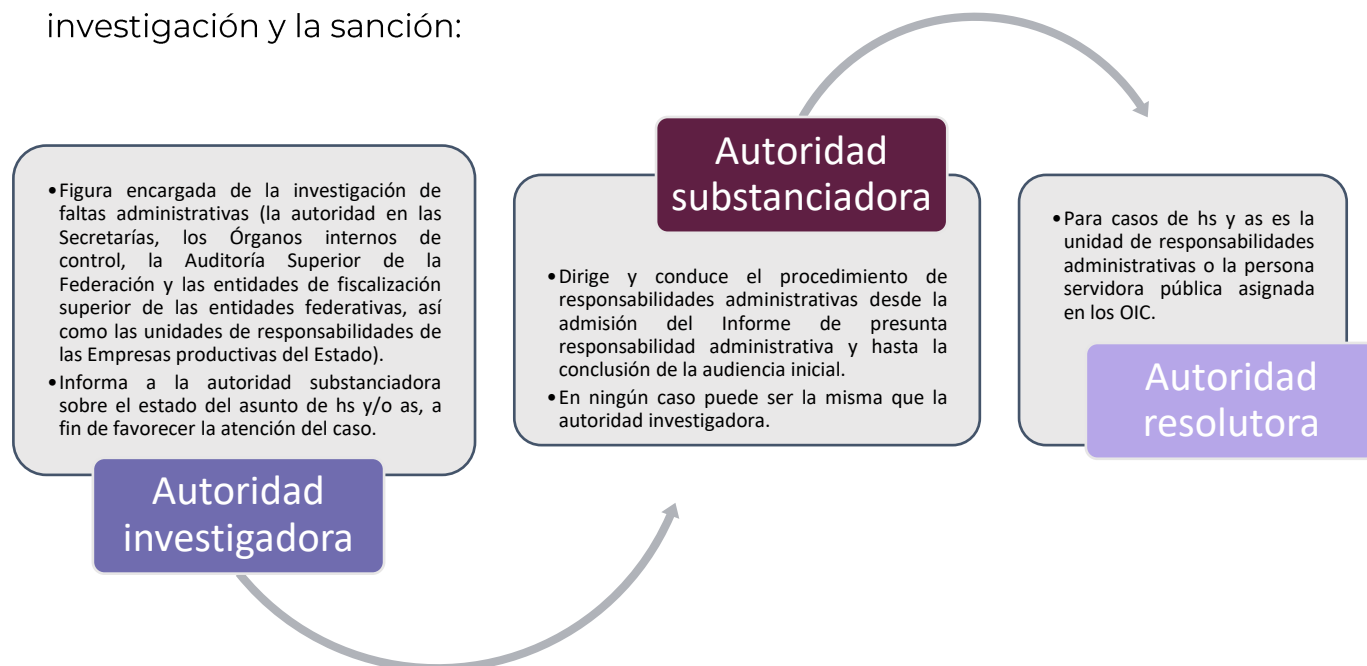 investigación y la sanción:
•Figura encargada de la investigación de
faltas administrativas (la autoridad en las
Secretarías, los Órganos internos de
control, la Auditoría Superior de la
Federación y las entidades de fiscalización
superior de las entidades federativas, así
como las unidades de responsabilidades de
las Empresas productivas del Estado).
•Informa a la autoridad substanciadora
sobre el estado del asunto de hs y/o as, a
fin de favorecer la atención del caso.
Autoridad
investigadora
Autoridad
substanciadora
•Dirige y conduce el procedimiento de
responsabilidades administrativas desde la
admisión del Informe de presunta
responsabilidad administrativa y hasta la
conclusión de la audiencia inicial.
•En ningún caso puede ser la misma que la
autoridad investigadora.
•Para casos de hs y as es la
unidad de responsabilidades
administrativas o la persona
servidora pública asignada
en los OIC.
Autoridad
resolutora